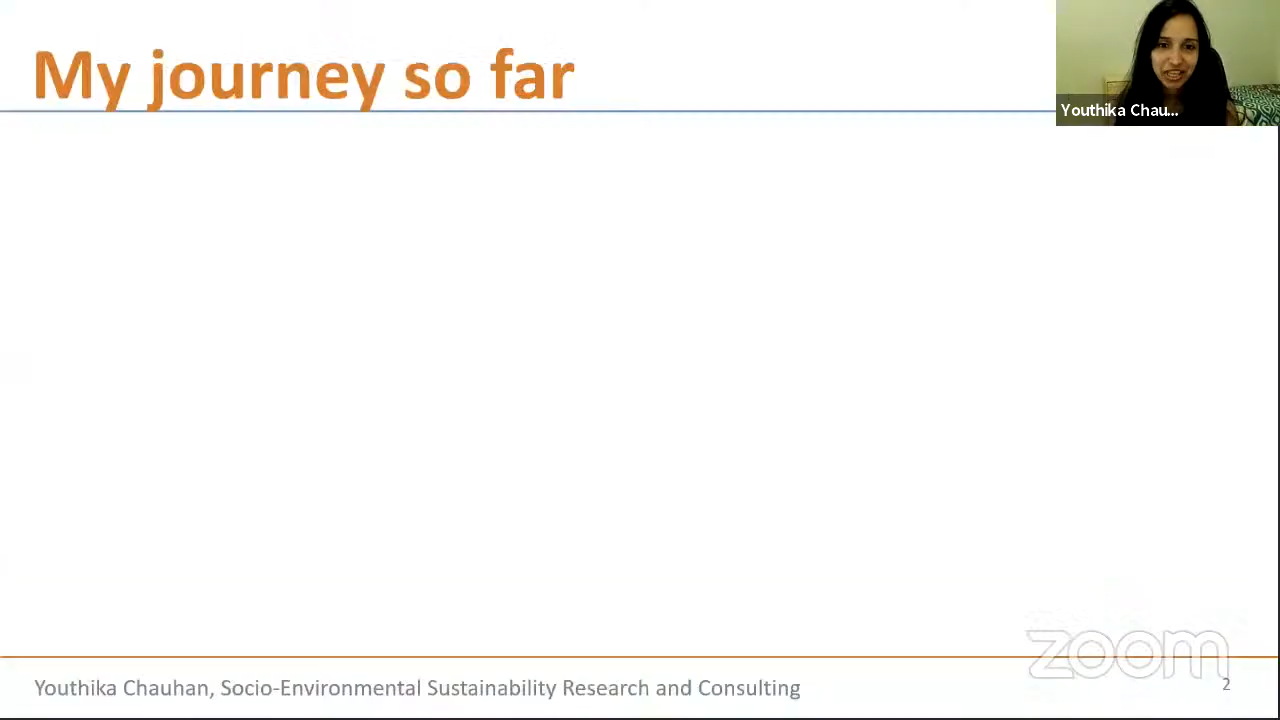 My journey so far
Youthika Chau...
zoom
Youthika Chauhan, Socio-Environmental Sustainability Research and Consulting
2